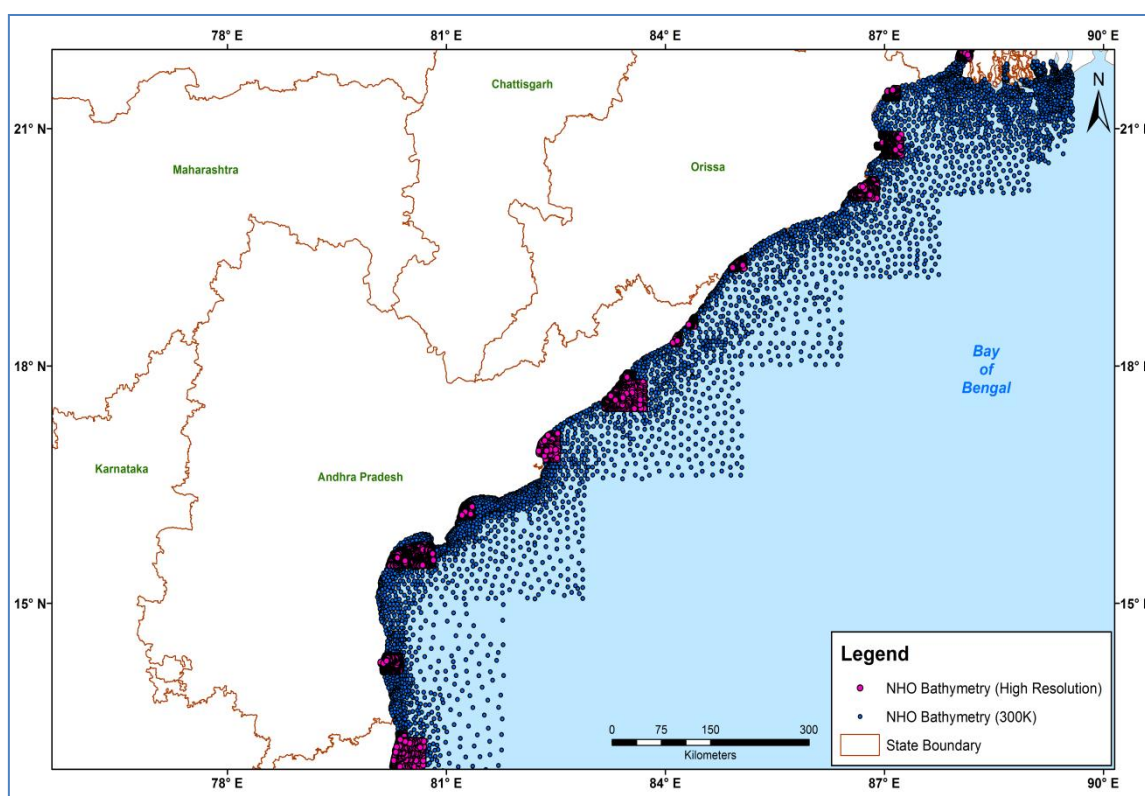 78° E 81° E 84° E 87° E 90° E
N
Chattisgarh
21° N 21° N
Maharashtra Orissa
18° N 18° N
Bay
of
Bengal
Karnataka
Andhra Pradesh
15° N 15° N
Legend
NHO Bathymetry (High Resolution)
NHO Bathymetry (300K)
State Boundary
0 75 150 300
Kilometers
78° E 81° E 84° E 87° E 90° E